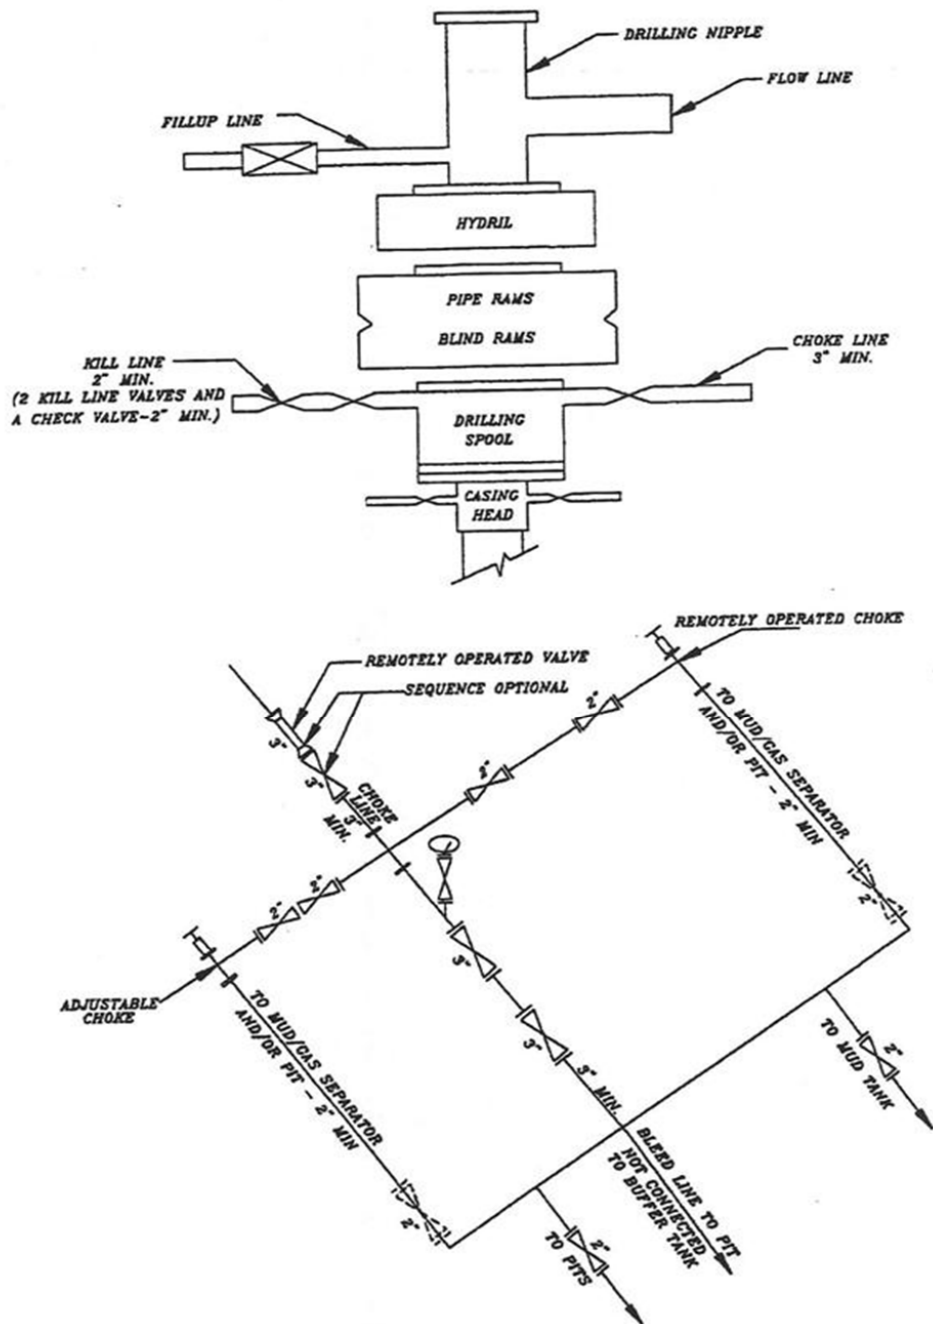 DRILLING NIPPLE
FLOW LINE
FILLUP LINE
HYDRIL
PIPE RAMS
BLIND RAMS
KILL LINE
2" MIN.
(2 KILL LINE VALVES AND
A CHECK VALVE-2" MIN.)
CHOKE LINE
3" MIN.
DRILLING
SPOOL
CASING
HEAD
REMOTELY OPERATED CHOKE
REMOTELY OPERATED VALVE
SEQUENCE OPTIONAL
3"
3"
CHOKE
LINE
3"
MIN.
2"
2"
TO MUD/GAS SEPARATOR
AND/OR PIT - 2" MIN
2"
2"
2"
ADJUSTABLE
CHOKE
TO MUD/GAS SEPARATOR
AND/OR PIT - 2" MIN
2"
3"
3"
3" MIN.
BLEED LINE TO PIT
NOT CONNECTED
TO BUFFER TANK
2"
TO MUD TANK
2"
TO PITS